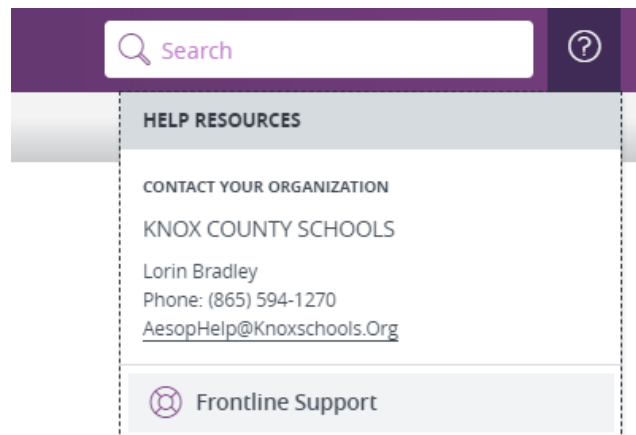 Search
HELP RESOURCES
CONTACT YOUR ORGANIZATION
KNOX COUNTY SCHOOLS
Lorin Bradley
Phone: (865) 594-1270
AesopHelp@Knoxschools.Org
Frontline Support